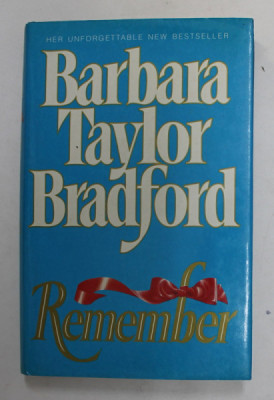 HER UNFORGETTABLE NEW BESTSELLER
Barbara
Taylor
Bradford
Remember